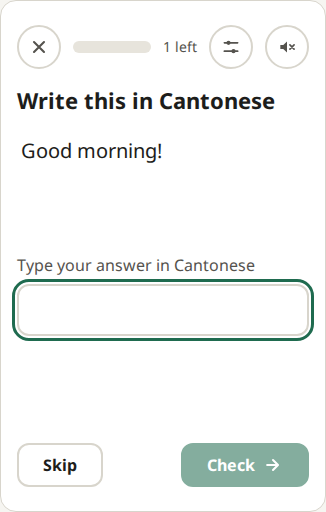 1 left
Write this in Cantonese
Good morning!
Type your answer in Cantonese
Skip
Check